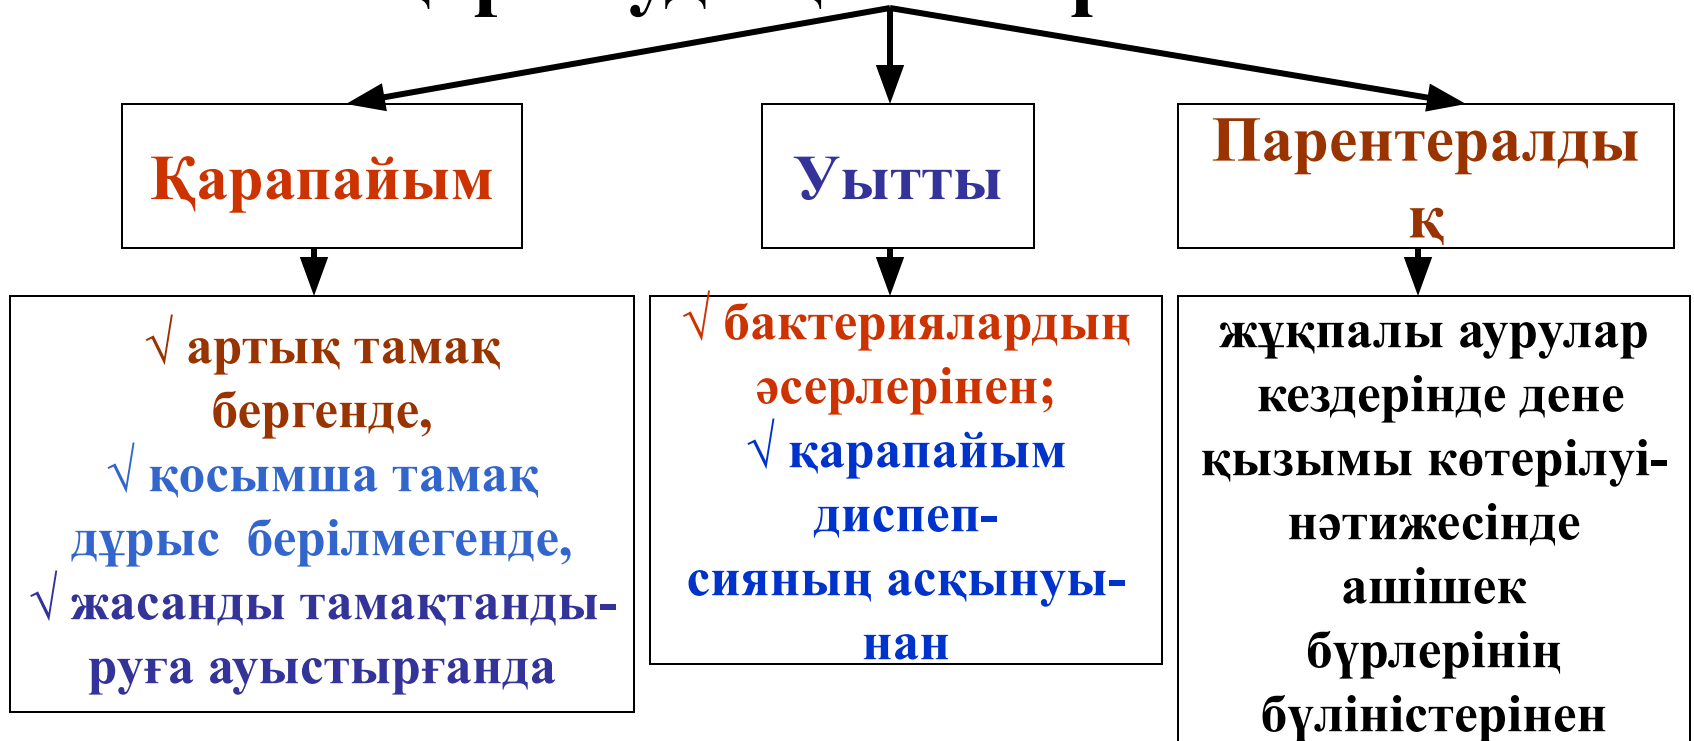 Қарапайым
Уытты
Парентералды
қ
√ артық тамақ
бергенде,
√ қосымша тамақ
дұрыс берілмегенде,
√ жасанды тамақтанды-
руға ауыстырғанда
√ бактериялардың
әсерлерінен;
√ қарапайым
диспеп-
сияның асқынуы-
нан
жұқпалы аурулар
кездерінде дене
қызымы көтерілуі-
нәтижесінде
ашішек
бүрлерінің
бүліністерінен